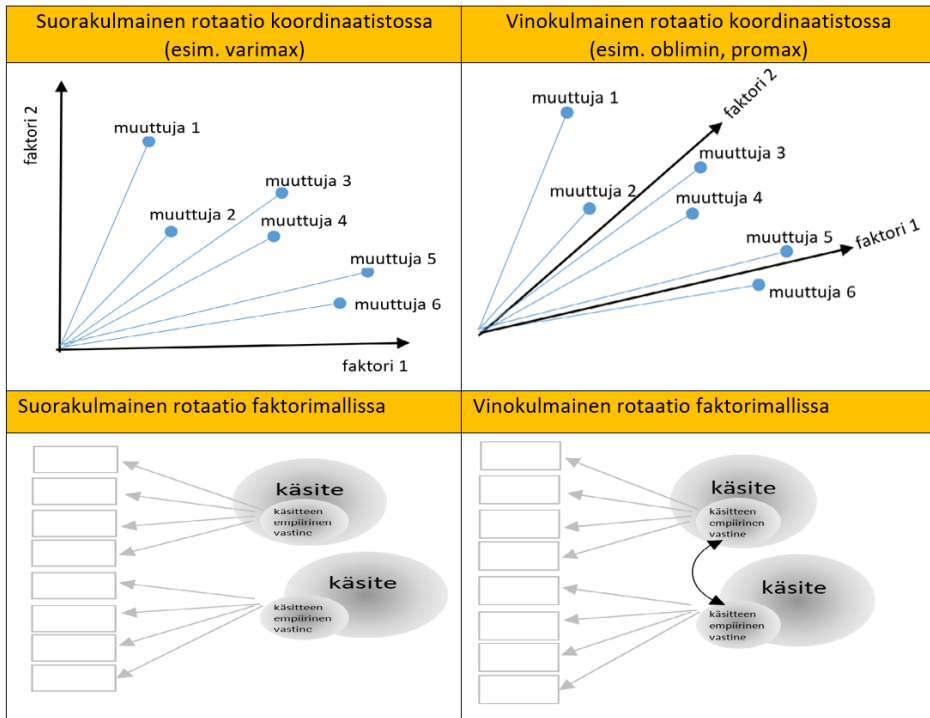 Suorakulmainen rotaatio koordinaatistossa
(esim. varimax)
Vinokulmainen rotaatio koordinaatistossa
(esim. oblimin, promax)
faktori 2
muuttuja 1
muuttuja 3
muuttuja 2
muuttuja 4
muuttuja 5
muuttuja 6
faktori 1
faktori 2
muuttuja 1
muuttuja 3
muuttuja 2
muuttuja 4
muuttuja 5
faktori 1
muuttuja 6
Suorakulmainen rotaatio faktorimallissa
Vinokulmainen rotaatio faktorimallissa
käsite
käsitteen
empiirinen
vastine
käsite
käsitteen
empiirinen
vastine
käsite
käsitteen
empiirinen
vastine
käsite
käsitteen
empiirinen
vastine